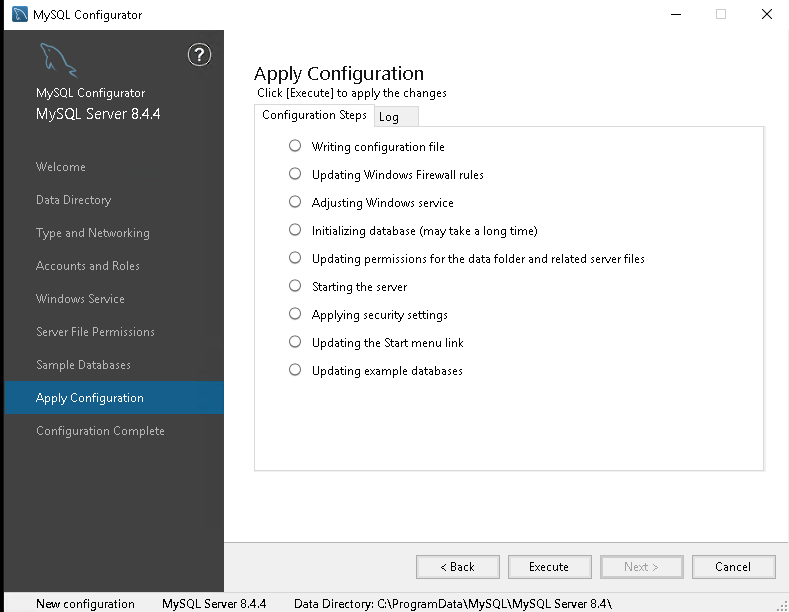 MySQL Configurator
?
MySQL Configurator
MySQL Server 8.4.4
Welcome
Data Directory
Type and Networking
Accounts and Roles
Windows Service
Server File Permissions
Sample Databases
Apply Configuration
Configuration Complete
Apply Configuration
Click [Execute] to apply the changes
Configuration Steps Log
Writing configuration file
Updating Windows Firewall rules
Adjusting Windows service
Initializing database (may take a long time)
Updating permissions for the data folder and related server files
Starting the server
Applying security settings
Updating the Start menu link
Updating example databases
< Back Execute Next > Cancel
New configuration MySQL Server 8.4.4 Data Directory: C:\ProgramData\MySQL\MySQL Server 8.4\